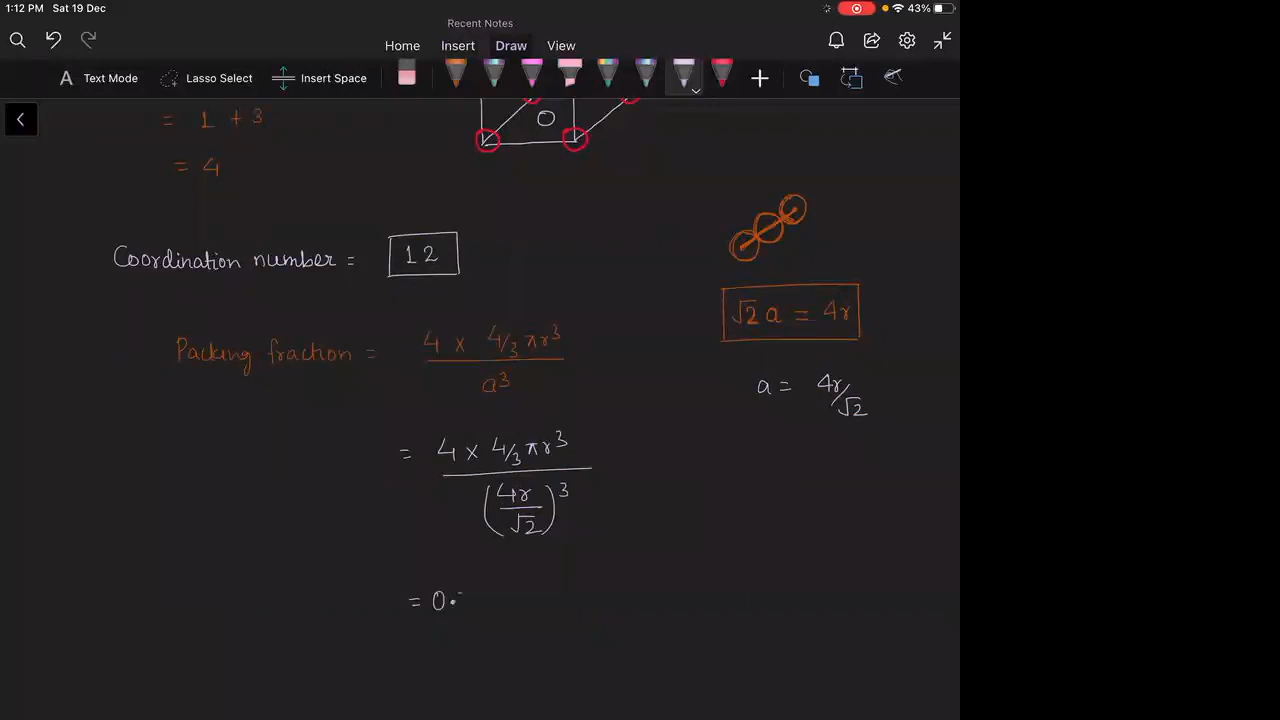 1:12 PM Sat 19 Dec
43%
Recent Notes
Home Insert Draw View
A Text Mode Lasso Select Insert Space
= 1 + 3
= 4
Coordination number = 12
√2 a = 4r
Packing fraction = 4 × 4/3 πr³ / a³
a = 4r/√2
= 4 × 4/3 πr³ / (4r/√2)³
= 0.